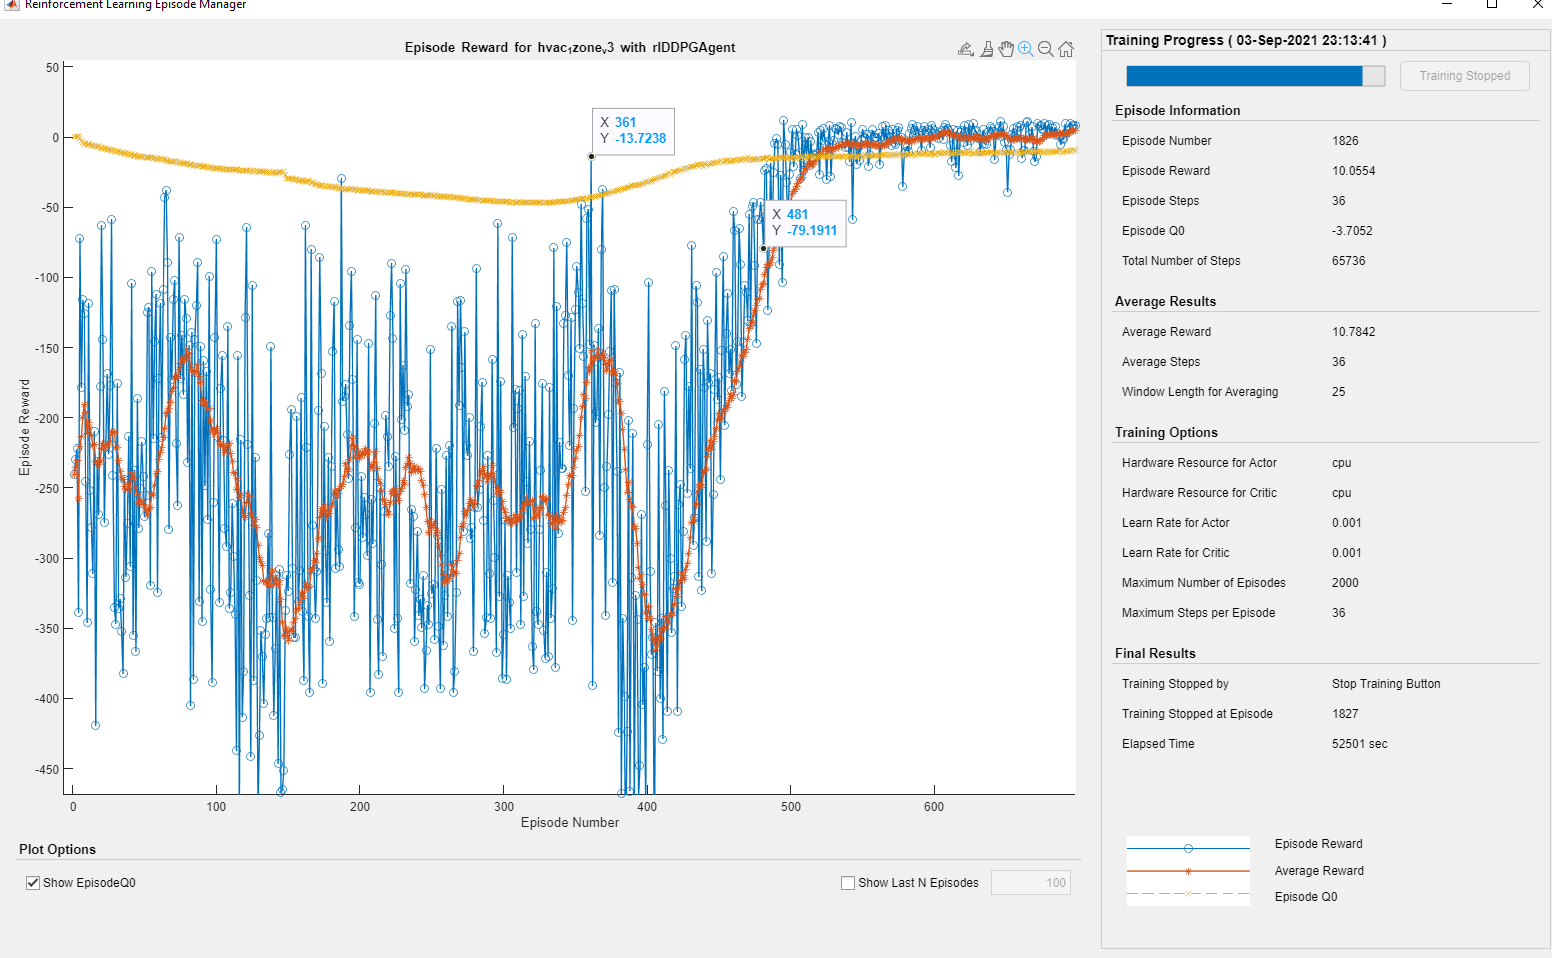 Reinforcement Learning Episode Manager
Episode Reward for hvac₁zoneᵥ3 with rlDDPGAgent
50
0
-50
-100
-150
-200
-250
-300
-350
-400
-450
Episode Reward
X 361
Y -13.7238
X 481
Y -79.1911
0 100 200 300 400 500 600
Episode Number
Plot Options
Show EpisodeQ0
Show Last N Episodes 100
Training Progress ( 03-Sep-2021 23:13:41 )
Training Stopped
Episode Information
Episode Number 1826
Episode Reward 10.0554
Episode Steps 36
Episode Q0 -3.7052
Total Number of Steps 65736
Average Results
Average Reward 10.7842
Average Steps 36
Window Length for Averaging 25
Training Options
Hardware Resource for Actor cpu
Hardware Resource for Critic cpu
Learn Rate for Actor 0.001
Learn Rate for Critic 0.001
Maximum Number of Episodes 2000
Maximum Steps per Episode 36
Final Results
Training Stopped by Stop Training Button
Training Stopped at Episode 1827
Elapsed Time 52501 sec
Episode Reward
Average Reward
Episode Q0